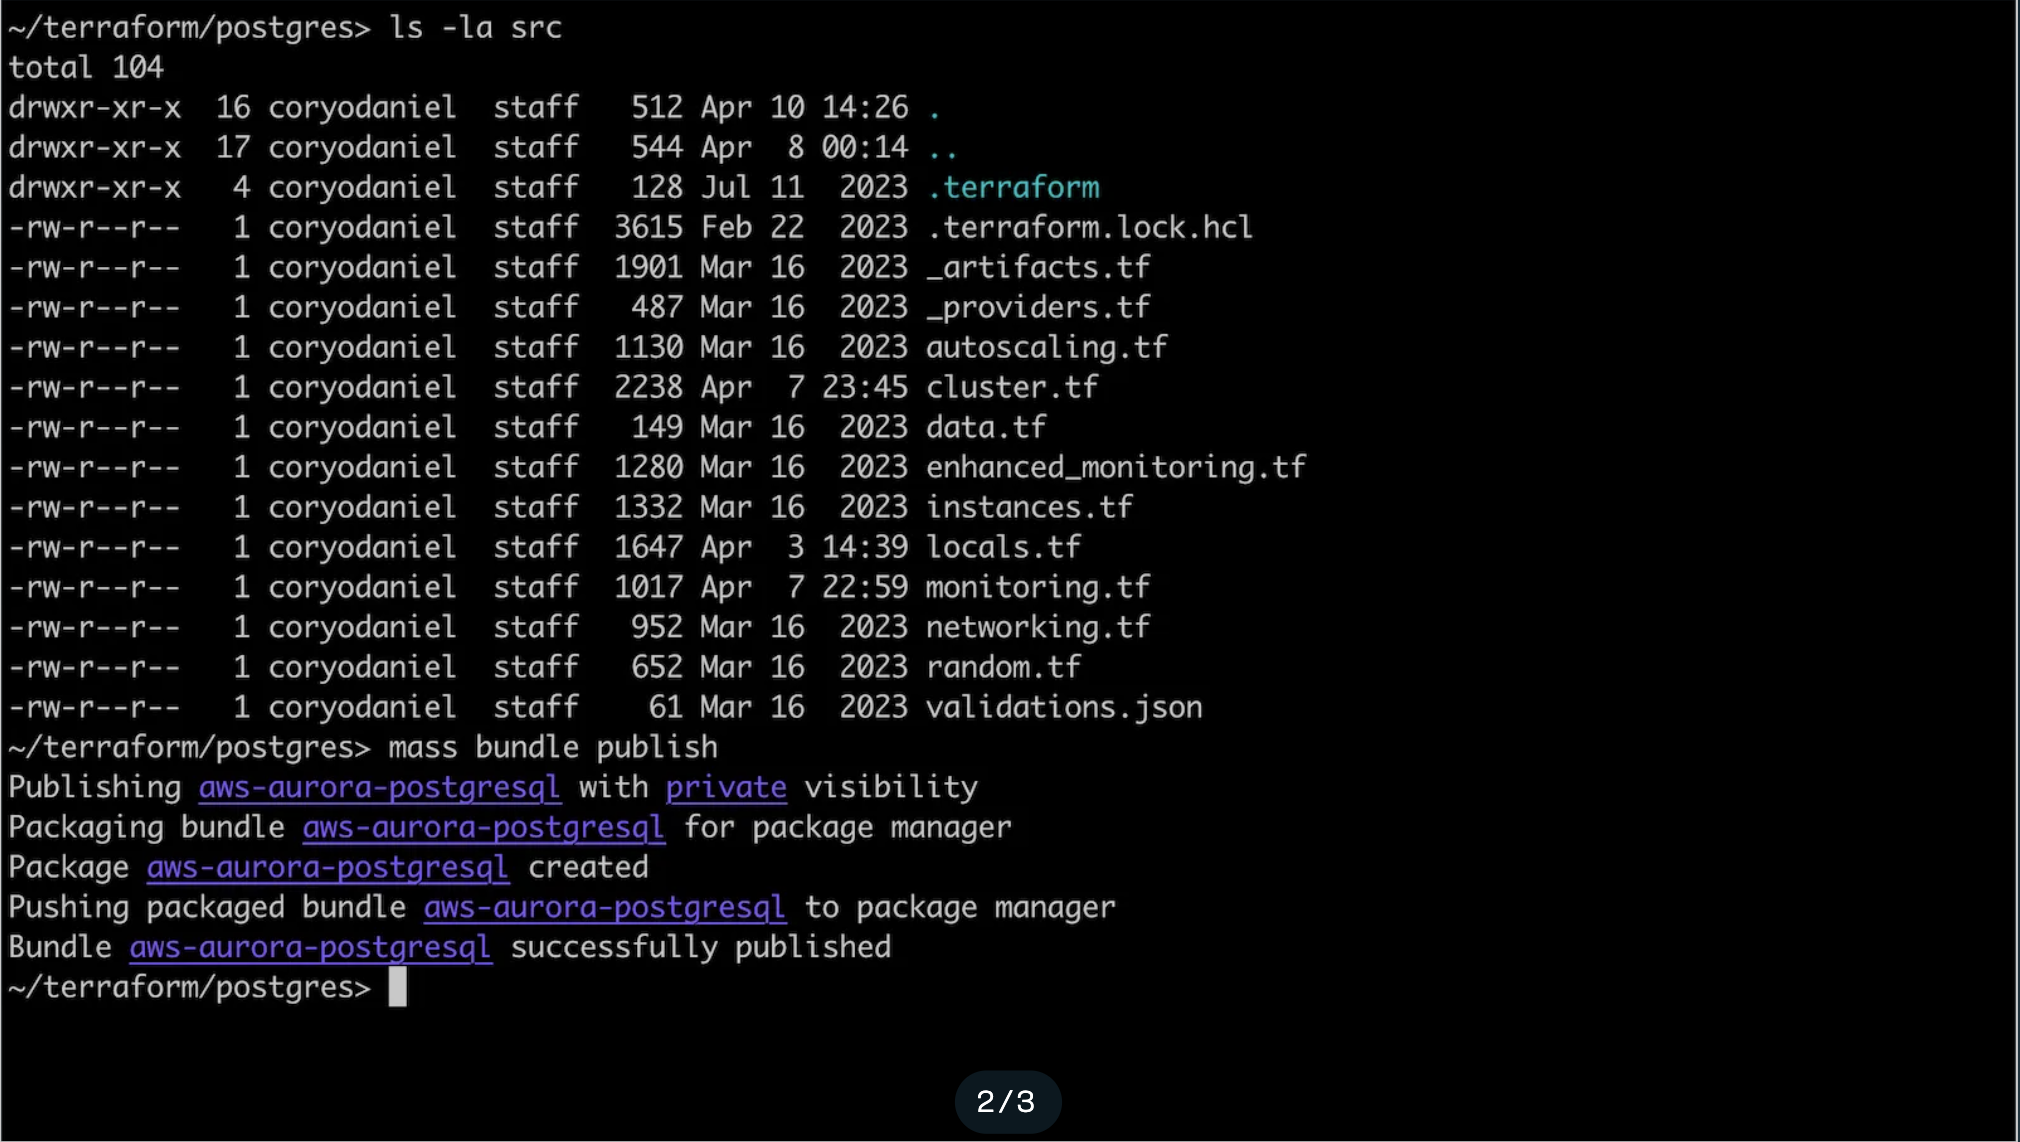 ~/terraform/postgres> ls -la src
total 104
drwxr-xr-x  16 coryodaniel  staff   512 Apr 10 14:26 .
drwxr-xr-x  17 coryodaniel  staff   544 Apr  8 00:14 ..
drwxr-xr-x   4 coryodaniel  staff   128 Jul 11  2023 .terraform
-rw-r--r--   1 coryodaniel  staff  3615 Feb 22  2023 .terraform.lock.hcl
-rw-r--r--   1 coryodaniel  staff  1901 Mar 16  2023 _artifacts.tf
-rw-r--r--   1 coryodaniel  staff   487 Mar 16  2023 _providers.tf
-rw-r--r--   1 coryodaniel  staff  1130 Mar 16  2023 autoscaling.tf
-rw-r--r--   1 coryodaniel  staff  2238 Apr  7 23:45 cluster.tf
-rw-r--r--   1 coryodaniel  staff   149 Mar 16  2023 data.tf
-rw-r--r--   1 coryodaniel  staff  1280 Mar 16  2023 enhanced_monitoring.tf
-rw-r--r--   1 coryodaniel  staff  1332 Mar 16  2023 instances.tf
-rw-r--r--   1 coryodaniel  staff  1647 Apr  3 14:39 locals.tf
-rw-r--r--   1 coryodaniel  staff  1017 Apr  7 22:59 monitoring.tf
-rw-r--r--   1 coryodaniel  staff   952 Mar 16  2023 networking.tf
-rw-r--r--   1 coryodaniel  staff   652 Mar 16  2023 random.tf
-rw-r--r--   1 coryodaniel  staff    61 Mar 16  2023 validations.json
~/terraform/postgres> mass bundle publish
Publishing aws-aurora-postgresql with private visibility
Packaging bundle aws-aurora-postgresql for package manager
Package aws-aurora-postgresql created
Pushing packaged bundle aws-aurora-postgresql to package manager
Bundle aws-aurora-postgresql successfully published
~/terraform/postgres>
2/3